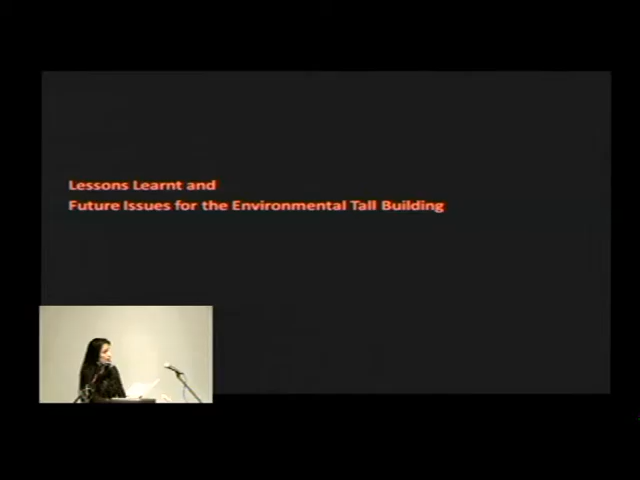 Lessons Learnt and
Future Issues for the Environmental Tall Building